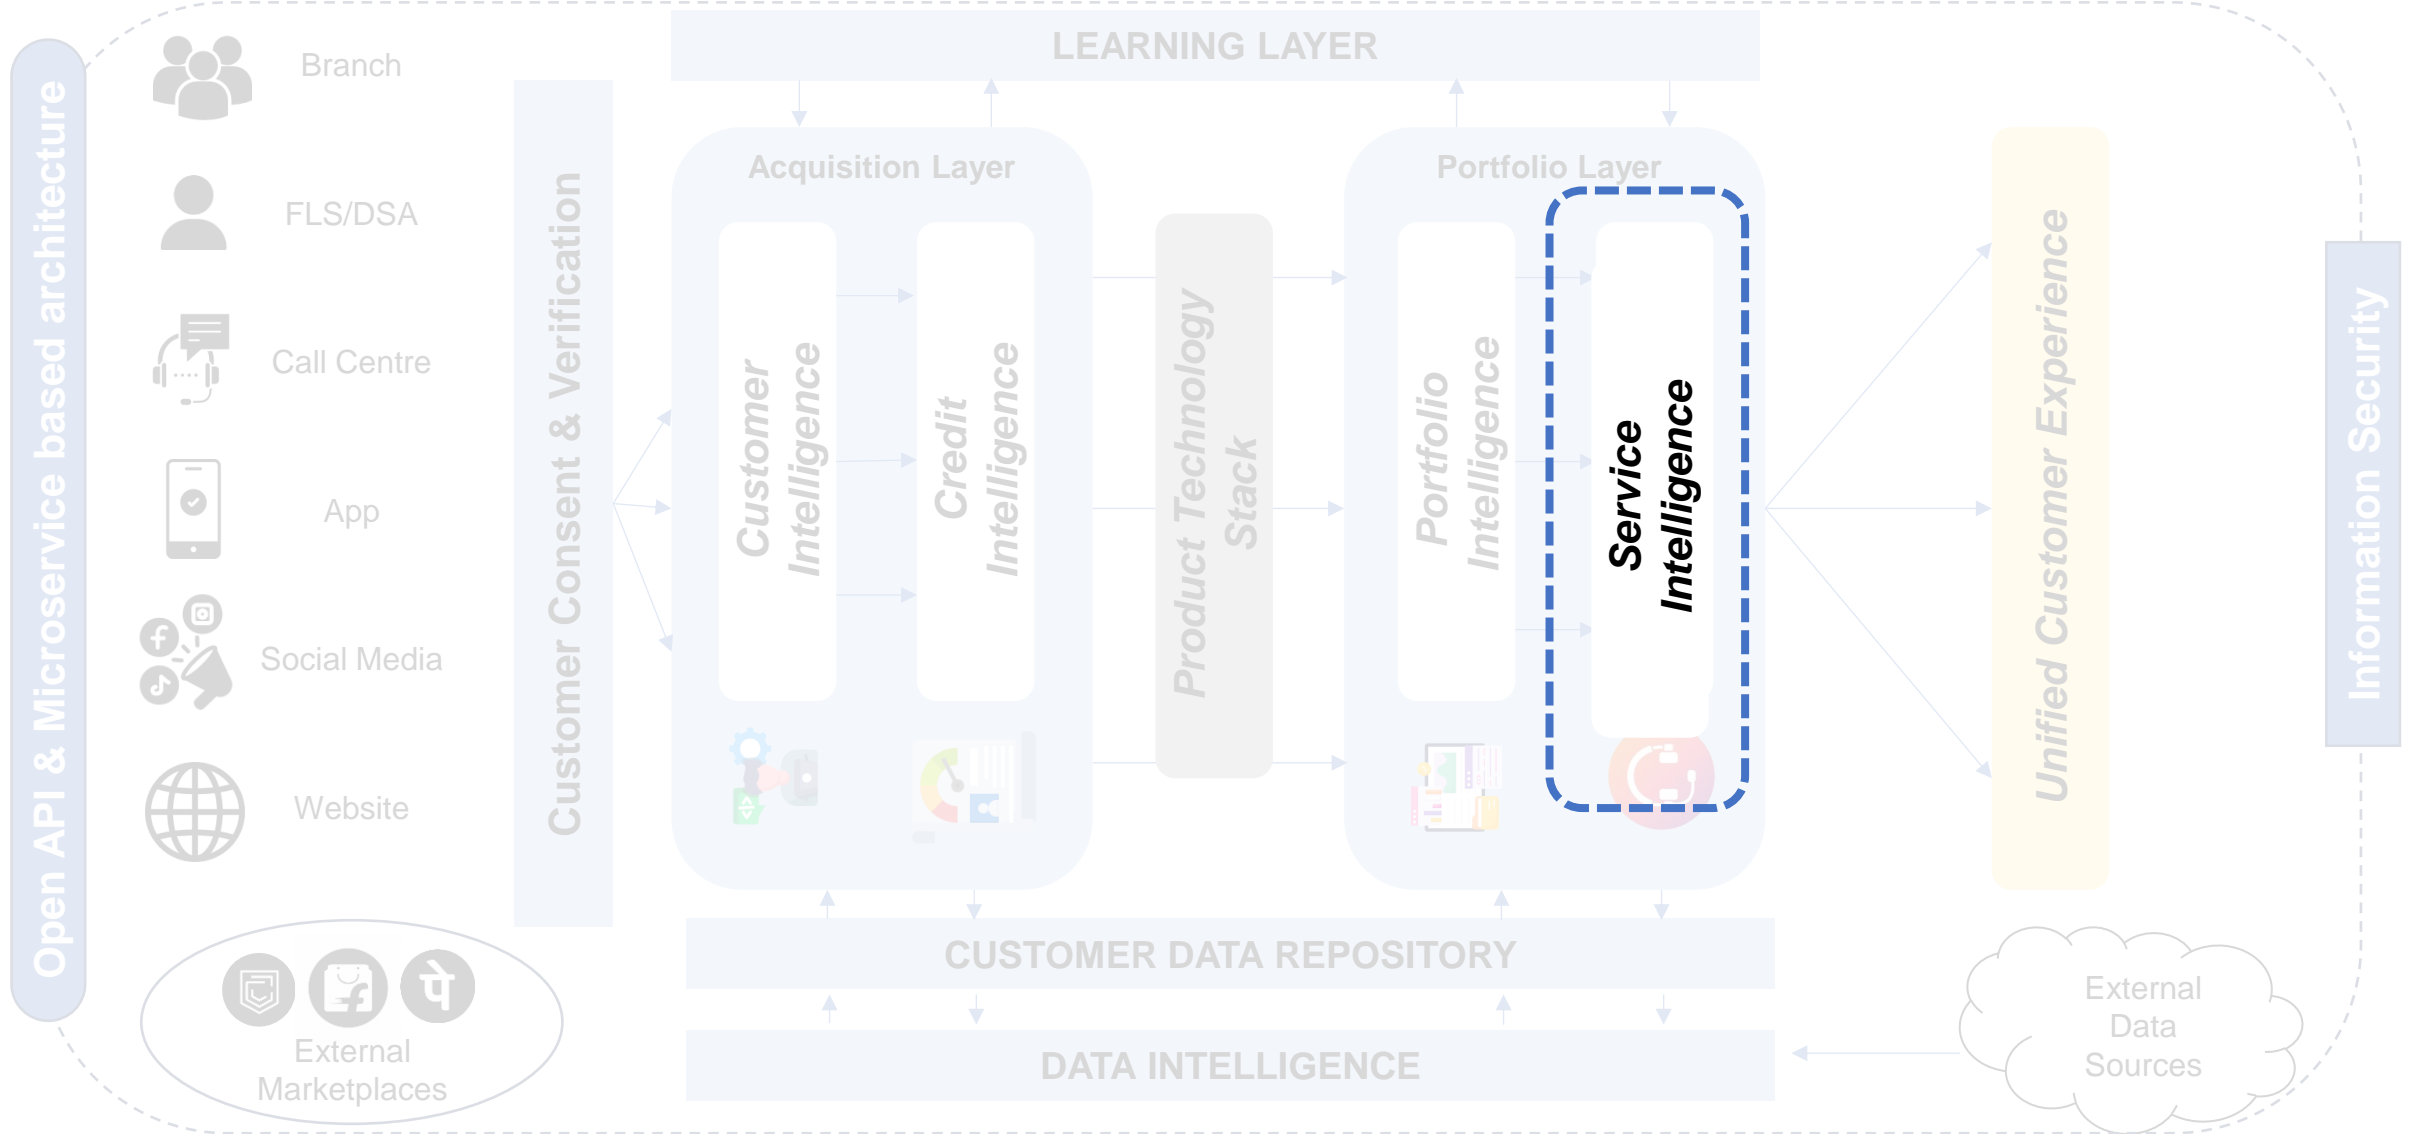 Open API & Microservice based architecture
Branch
FLS/DSA
Call Centre
App
Social Media
Website
External
Marketplaces
Customer Consent & Verification
LEARNING LAYER
Acquisition Layer
Customer
Intelligence
Credit
Intelligence
Product Technology
Stack
Portfolio Layer
Portfolio
Intelligence
Service
Intelligence
CUSTOMER DATA REPOSITORY
DATA INTELLIGENCE
Unified Customer Experience
External
Data
Sources
Information Security
पे